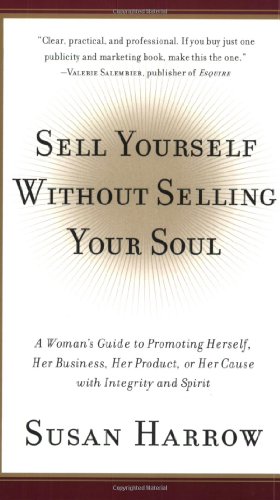 "Clear, practical, and professional. If you buy just one
publicity and marketing book, make this the one."
—Valerie Salembier, publisher of Esquire
Sell Yourself
Without Selling
Your Soul
A Woman's Guide to Promoting Herself,
Her Business, Her Product, or Her Cause
with Integrity and Spirit
Susan Harrow